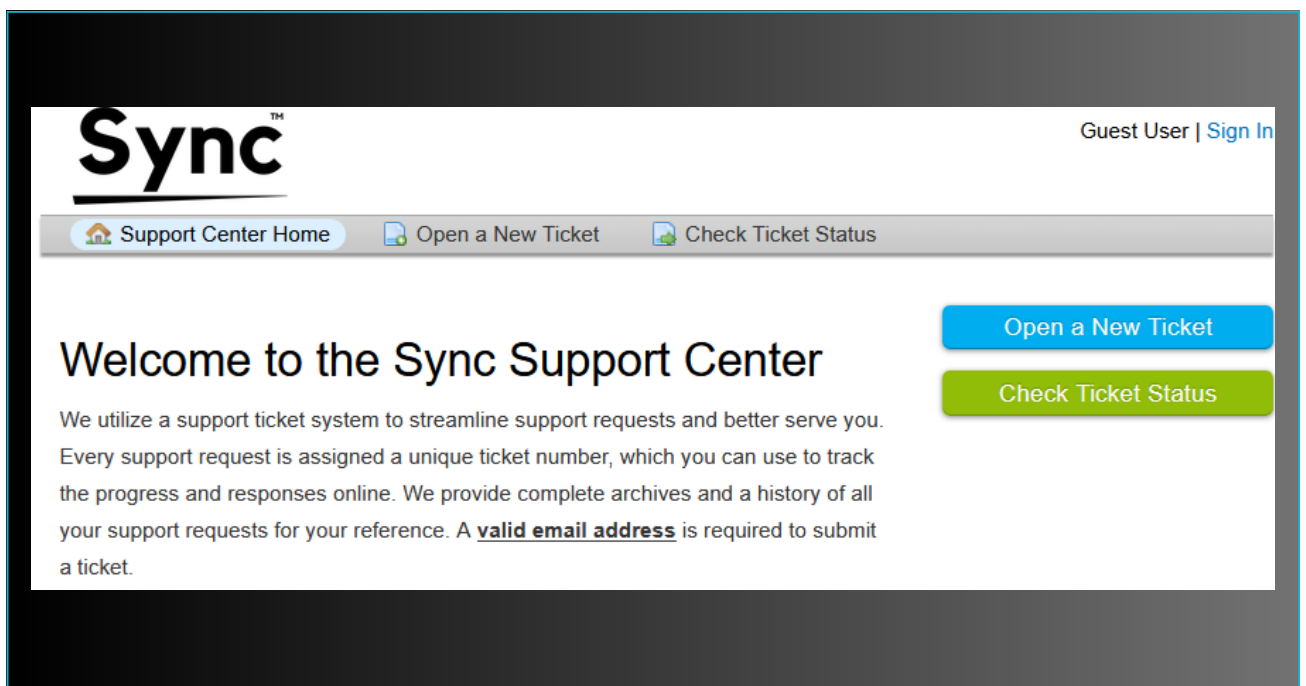 Sync™
Guest User | Sign In
Support Center Home
Open a New Ticket
Check Ticket Status
Open a New Ticket
Check Ticket Status
Welcome to the Sync Support Center
We utilize a support ticket system to streamline support requests and better serve you.
Every support request is assigned a unique ticket number, which you can use to track
the progress and responses online. We provide complete archives and a history of all
your support requests for your reference. A valid email address is required to submit
a ticket.